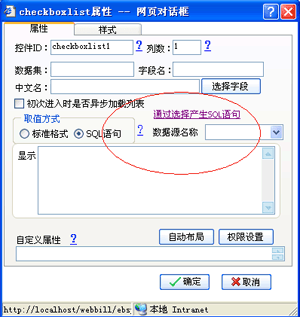 checkboxlist属性 -- 网页对话框
属性 样式
控件ID： checkboxlist1 ? 列数： 1 ?
数据集： 字段名：
中文名： 选择字段
初次进入时是否异步加载列表
取值方式 通过选择产生SQL语句
标准格式 SQL语句 ? 数据源名称
显示
自定义属性 ? 自动布局 权限设置
确定 取消
http://localhost/webbill/ebs 本地 Intranet